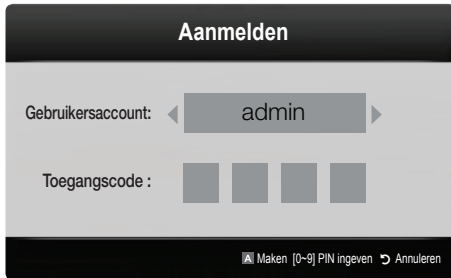 Aanmelden
Gebruikersaccount: admin
Toegangscode :
A Maken [0~9] PIN ingeven Annuleren